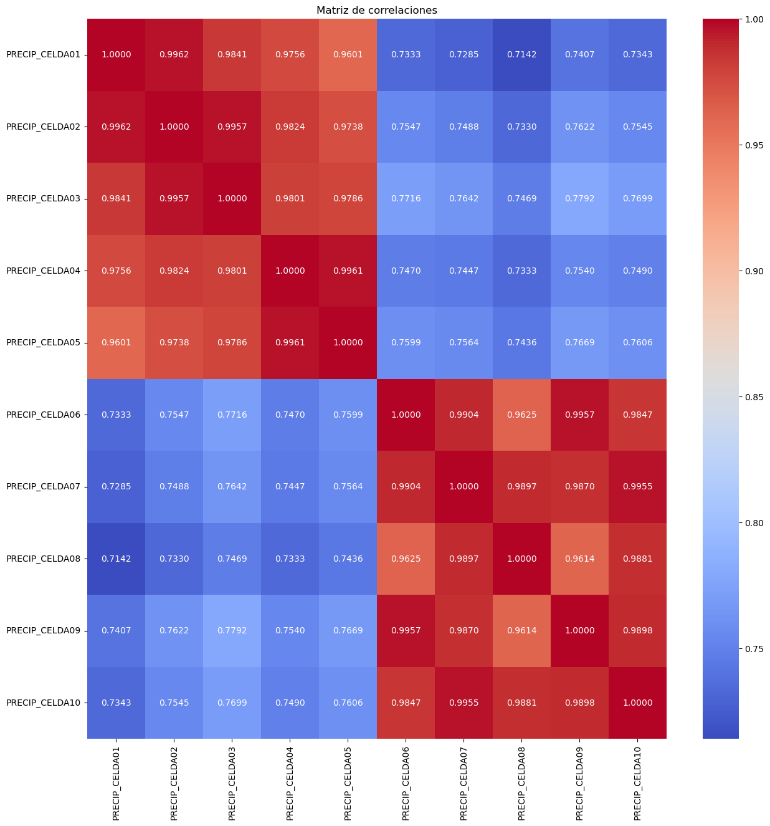 Matriz de correlaciones
PRECIP_CELDA01 1.0000 0.9962 0.9841 0.9756 0.9601 0.7333 0.7285 0.7142 0.7407 0.7343
PRECIP_CELDA02 0.9962 1.0000 0.9957 0.9824 0.9738 0.7547 0.7488 0.7330 0.7622 0.7545
PRECIP_CELDA03 0.9841 0.9957 1.0000 0.9801 0.9786 0.7716 0.7642 0.7469 0.7792 0.7699
PRECIP_CELDA04 0.9756 0.9824 0.9801 1.0000 0.9961 0.7470 0.7447 0.7333 0.7540 0.7490
PRECIP_CELDA05 0.9601 0.9738 0.9786 0.9961 1.0000 0.7599 0.7564 0.7436 0.7669 0.7606
PRECIP_CELDA06 0.7333 0.7547 0.7716 0.7470 0.7599 1.0000 0.9904 0.9625 0.9957 0.9847
PRECIP_CELDA07 0.7285 0.7488 0.7642 0.7447 0.7564 0.9904 1.0000 0.9897 0.9870 0.9955
PRECIP_CELDA08 0.7142 0.7330 0.7469 0.7333 0.7436 0.9625 0.9897 1.0000 0.9614 0.9881
PRECIP_CELDA09 0.7407 0.7622 0.7792 0.7540 0.7669 0.9957 0.9870 0.9614 1.0000 0.9898
PRECIP_CELDA10 0.7343 0.7545 0.7699 0.7490 0.7606 0.9847 0.9955 0.9881 0.9898 1.0000
PRECIP_CELDA01
PRECIP_CELDA02
PRECIP_CELDA03
PRECIP_CELDA04
PRECIP_CELDA05
PRECIP_CELDA06
PRECIP_CELDA07
PRECIP_CELDA08
PRECIP_CELDA09
PRECIP_CELDA10
1.00
0.95
0.90
0.85
0.80
0.75